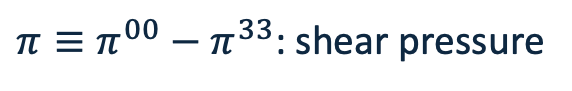 π ≡ π⁰⁰ − π³³: shear pressure